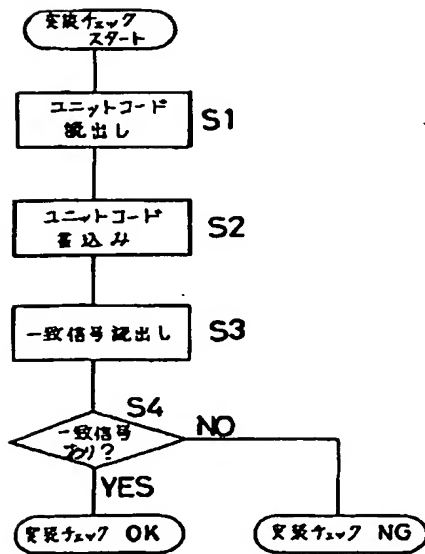 実装チェック
スタート
ユニットコード
読出し
S1
ユニットコード
書込み
S2
一致信号読出し
S3
S4
一致信号
あり?
NO
YES
実装チェック OK
実装チェック NG